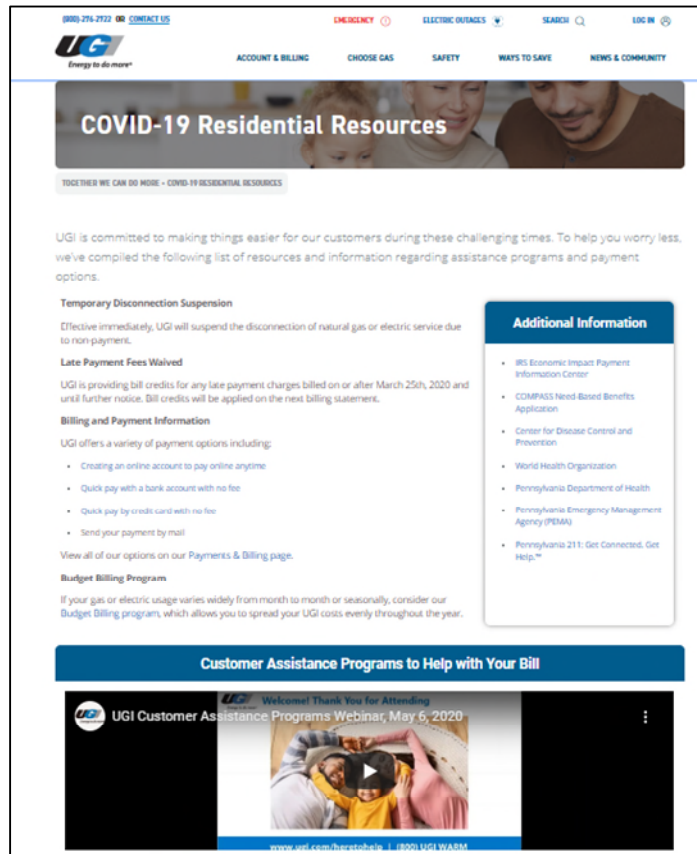 (800)-276-2722 OR CONTACT US
EMERGENCY
ELECTRIC OUTAGES
SEARCH
LOG IN
UGI
Energy to do more®
ACCOUNT & BILLING
CHOOSE GAS
SAFETY
WAYS TO SAVE
NEWS & COMMUNITY
COVID-19 Residential Resources
TOGETHER WE CAN DO MORE • COVID-19 RESIDENTIAL RESOURCES
UGI is committed to making things easier for our customers during these challenging times. To help you worry less,
we've compiled the following list of resources and information regarding assistance programs and payment
options.
Temporary Disconnection Suspension
Effective immediately, UGI will suspend the disconnection of natural gas or electric service due
to non-payment.
Late Payment Fees Waived
UGI is providing bill credits for any late payment charges billed on or after March 25th, 2020 and
until further notice. Bill credits will be applied on the next billing statement.
Billing and Payment Information
UGI offers a variety of payment options including:
• Creating an online account to pay online anytime
• Quick pay with a bank account with no fee
• Quick pay by credit card with no fee
• Send your payment by mail
View all of our options on our Payments & Billing page.
Budget Billing Program
If your gas or electric usage varies widely from month to month or seasonally, consider our
Budget Billing program, which allows you to spread your UGI costs evenly throughout the year.
Additional Information
• IRS Economic Impact Payment
Information Center
• COMPASS Need-Based Benefits
Application
• Center for Disease Control and
Prevention
• World Health Organization
• Pennsylvania Department of Health
• Pennsylvania Emergency Management
Agency (PEMA)
• Pennsylvania 211: Get Connected. Get
Help.™
Customer Assistance Programs to Help with Your Bill
UGI Welcome! Thank You for Attending
UGI UGI Customer Assistance Programs Webinar, May 6, 2020
www.ugi.com/heretohelp | (800) UGI WARM